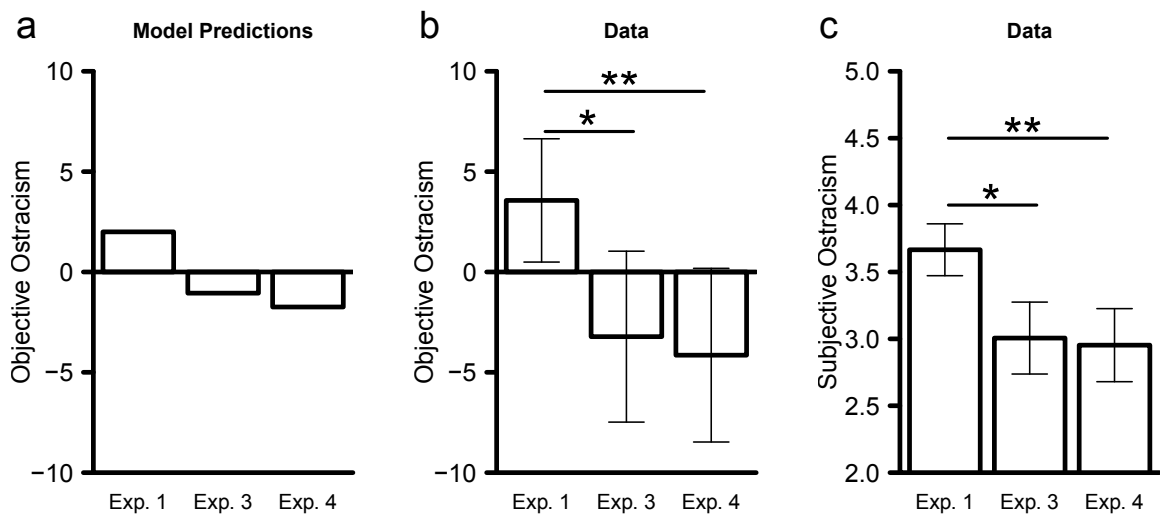 a
Model Predictions
Objective Ostracism
10
5
0
−5
−10
Exp. 1
Exp. 3
Exp. 4
b
Data
Objective Ostracism
10
5
0
−5
−10
**
*
Exp. 1
Exp. 3
Exp. 4
c
Data
Subjective Ostracism
5.0
4.5
4.0
3.5
3.0
2.5
2.0
**
*
Exp. 1
Exp. 3
Exp. 4